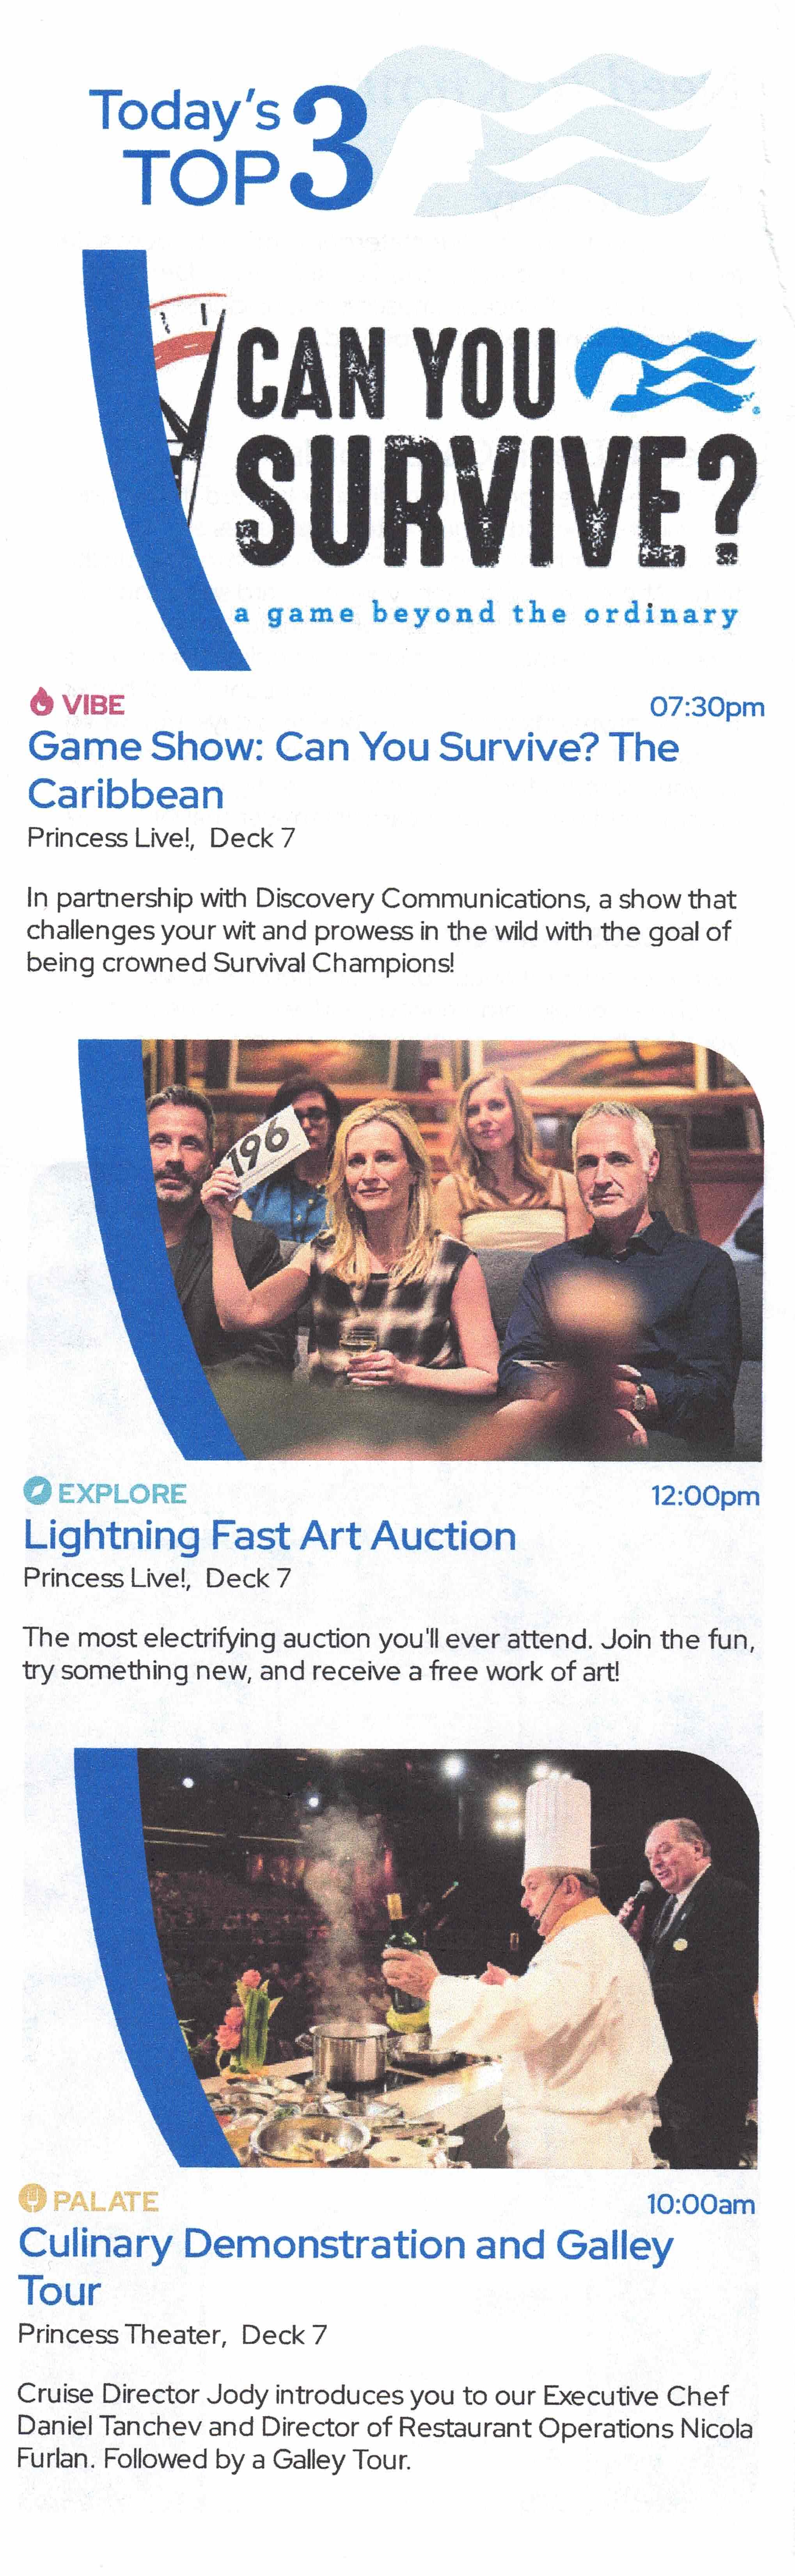 Today's
TOP 3
CAN YOU
SURVIVE?
a game beyond the ordinary
VIBE
07:30pm
Game Show: Can You Survive? The
Caribbean
Princess Live!, Deck 7
In partnership with Discovery Communications, a show that
challenges your wit and prowess in the wild with the goal of
being crowned Survival Champions!
196
EXPLORE
12:00pm
Lightning Fast Art Auction
Princess Live!, Deck 7
The most electrifying auction you'll ever attend. Join the fun,
try something new, and receive a free work of art!
PALATE
10:00am
Culinary Demonstration and Galley
Tour
Princess Theater, Deck 7
Cruise Director Jody introduces you to our Executive Chef
Daniel Tanchev and Director of Restaurant Operations Nicola
Furlan. Followed by a Galley Tour.